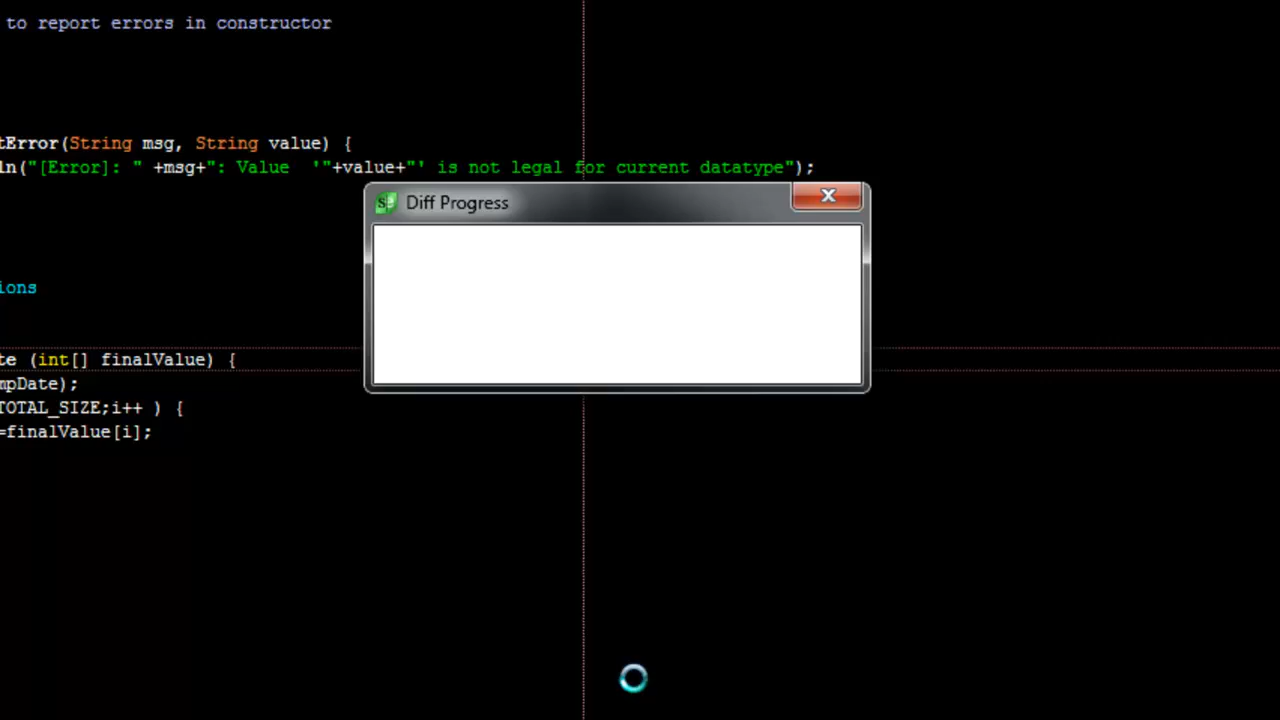 to report errors in constructor
tError(String msg, String value) {
ln("[Error]: " +msg+": Value  '"+value+"' is not legal for current datatype");
Diff Progress
ions
te (int[] finalValue) {
mpDate);
TOTAL_SIZE;i++ ) {
=finalValue[i];